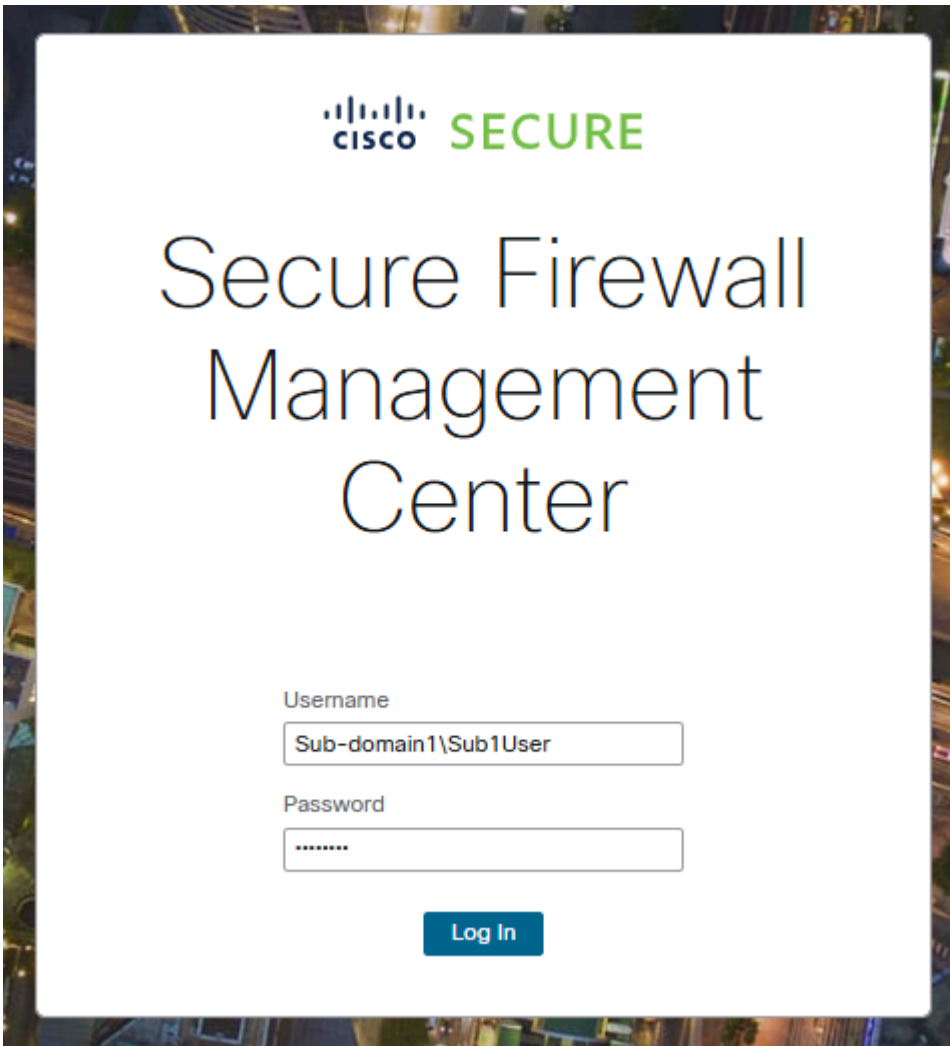 CISCO SECURE
Secure Firewall
Management
Center
Username
Sub-domain1\Sub1User
Password
········
Log In